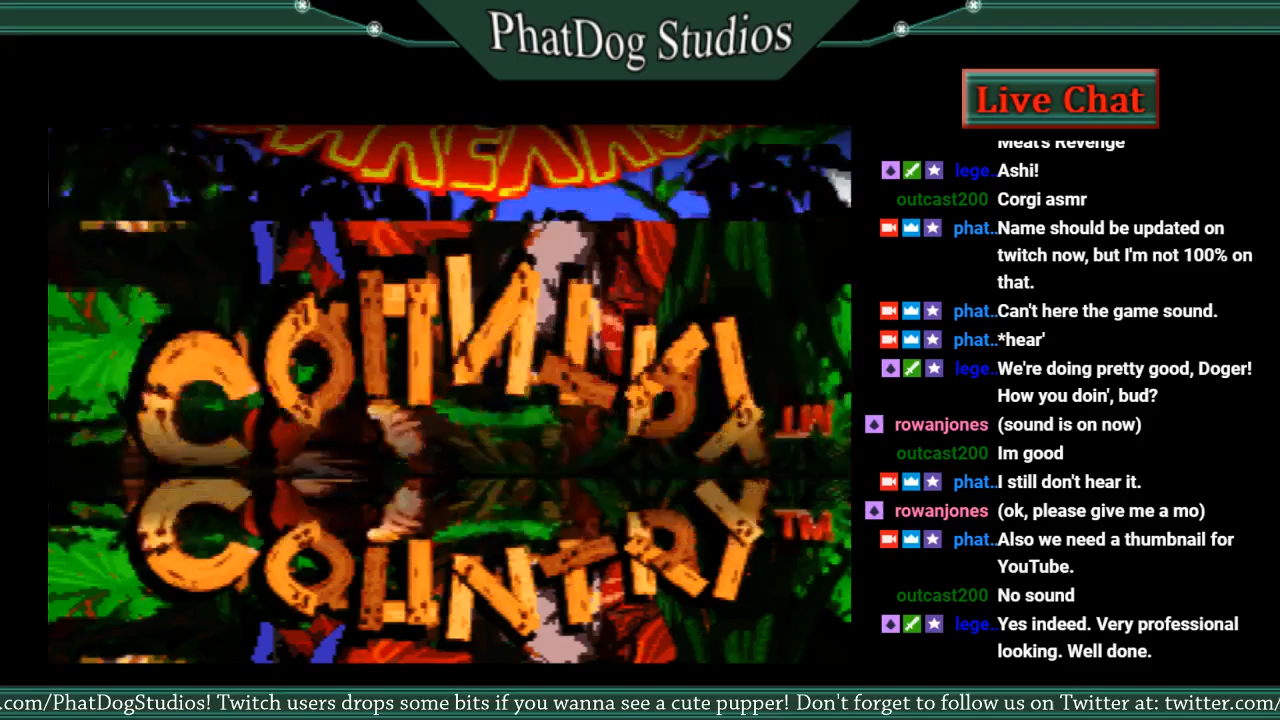 PhatDog Studios
Live Chat
Meat's Revenge
lege.. Ashi!
outcast200 Corgi asmr
phat.. Name should be updated on
twitch now, but I'm not 100% on
that.
phat.. Can't here the game sound.
phat.. *hear'
lege.. We're doing pretty good, Doger!
How you doin', bud?
rowanjones (sound is on now)
outcast200 Im good
phat.. I still don't hear it.
rowanjones (ok, please give me a mo)
phat.. Also we need a thumbnail for
YouTube.
outcast200 No sound
lege.. Yes indeed. Very professional
looking. Well done.
COUNTRY
COUNTRY TM
.com/PhatDogStudios! Twitch users drops some bits if you wanna see a cute pupper! Don't forget to follow us on Twitter at: twitter.com/